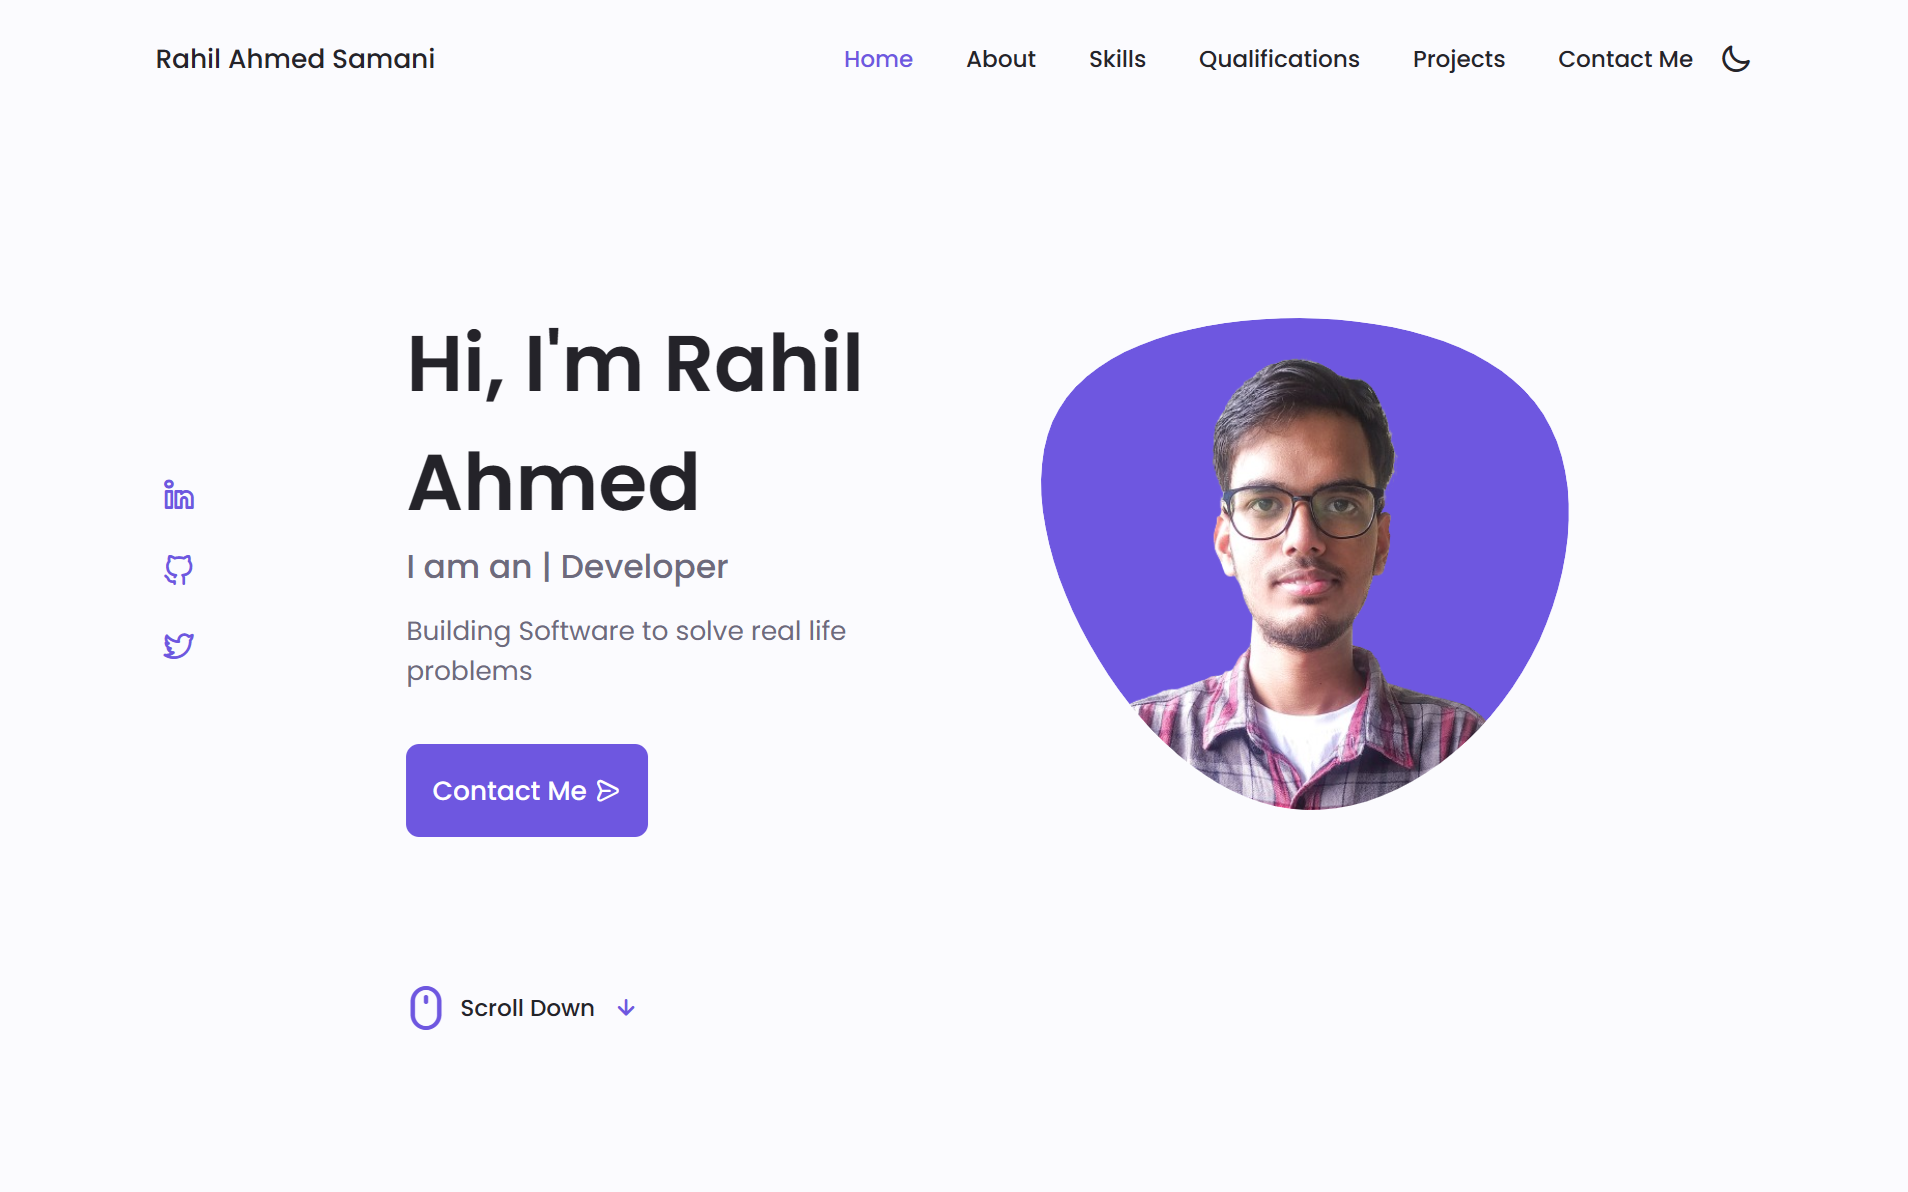 Rahil Ahmed Samani
Home About Skills Qualifications Projects Contact Me
Hi, I'm Rahil
Ahmed
I am an | Developer
Building Software to solve real life
problems
Contact Me
Scroll Down